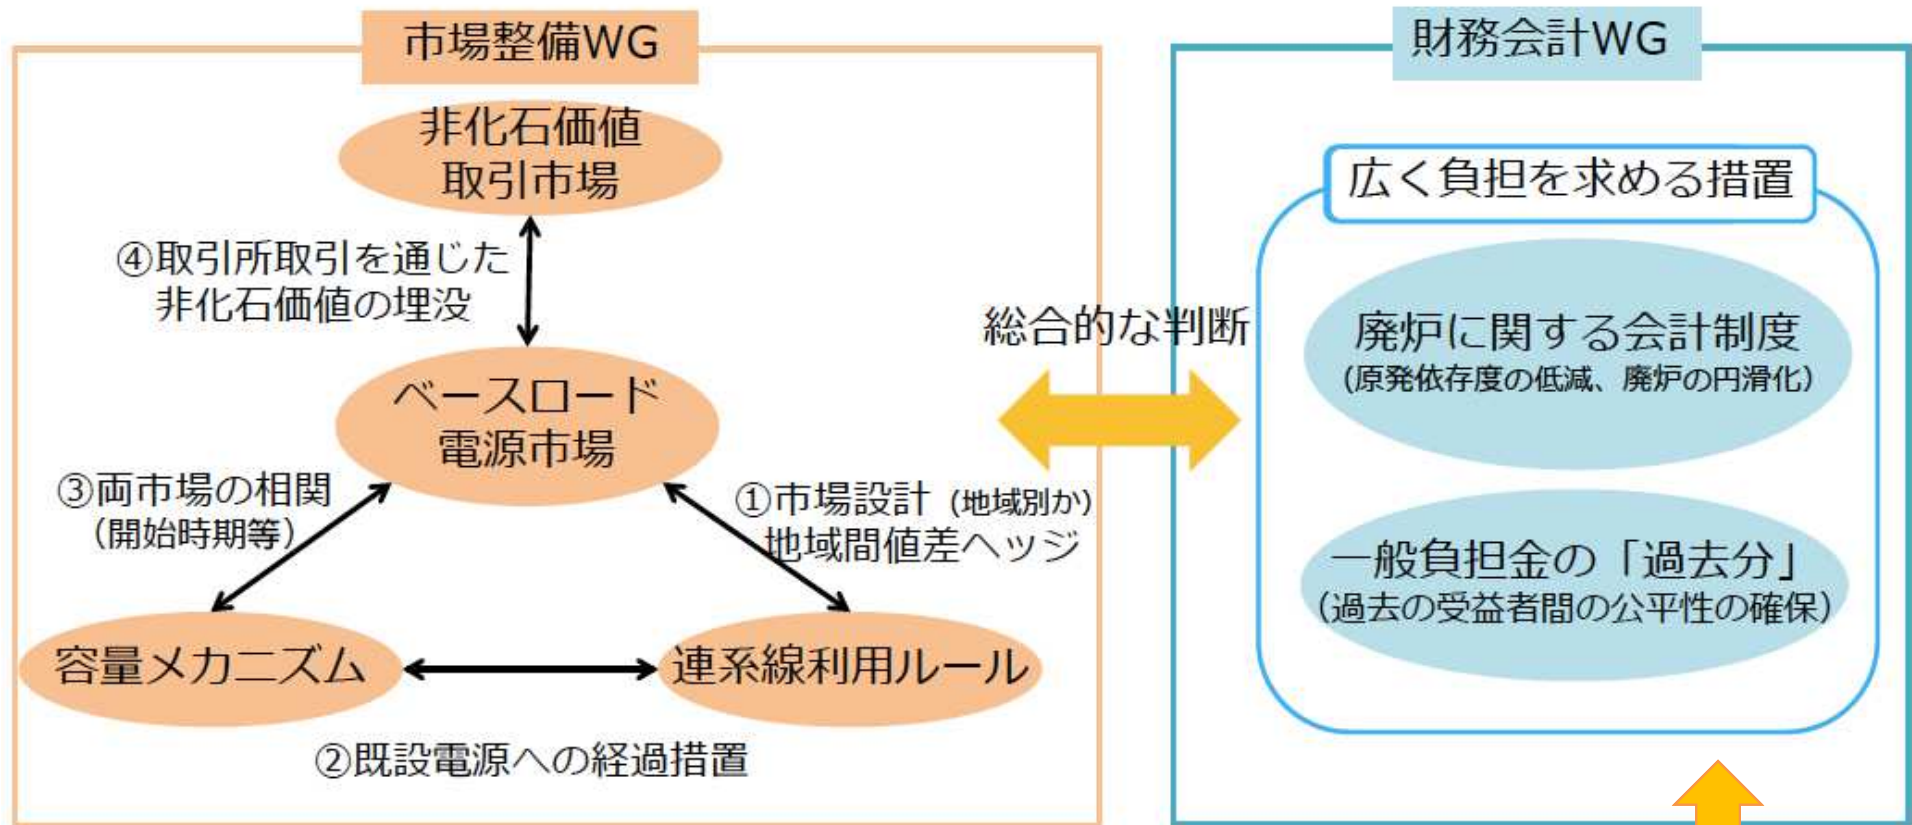 市場整備WG
非化石価値
取引市場
④取引所取引を通じた
非化石価値の埋没
ベースロード
電源市場
③両市場の相関
（開始時期等）
①市場設計 (地域別か)
地域間値差ヘッジ
容量メカニズム
連系線利用ルール
②既設電源への経過措置
総合的な判断
財務会計WG
広く負担を求める措置
廃炉に関する会計制度
(原発依存度の低減、廃炉の円滑化)
一般負担金の「過去分」
（過去の受益者間の公平性の確保）